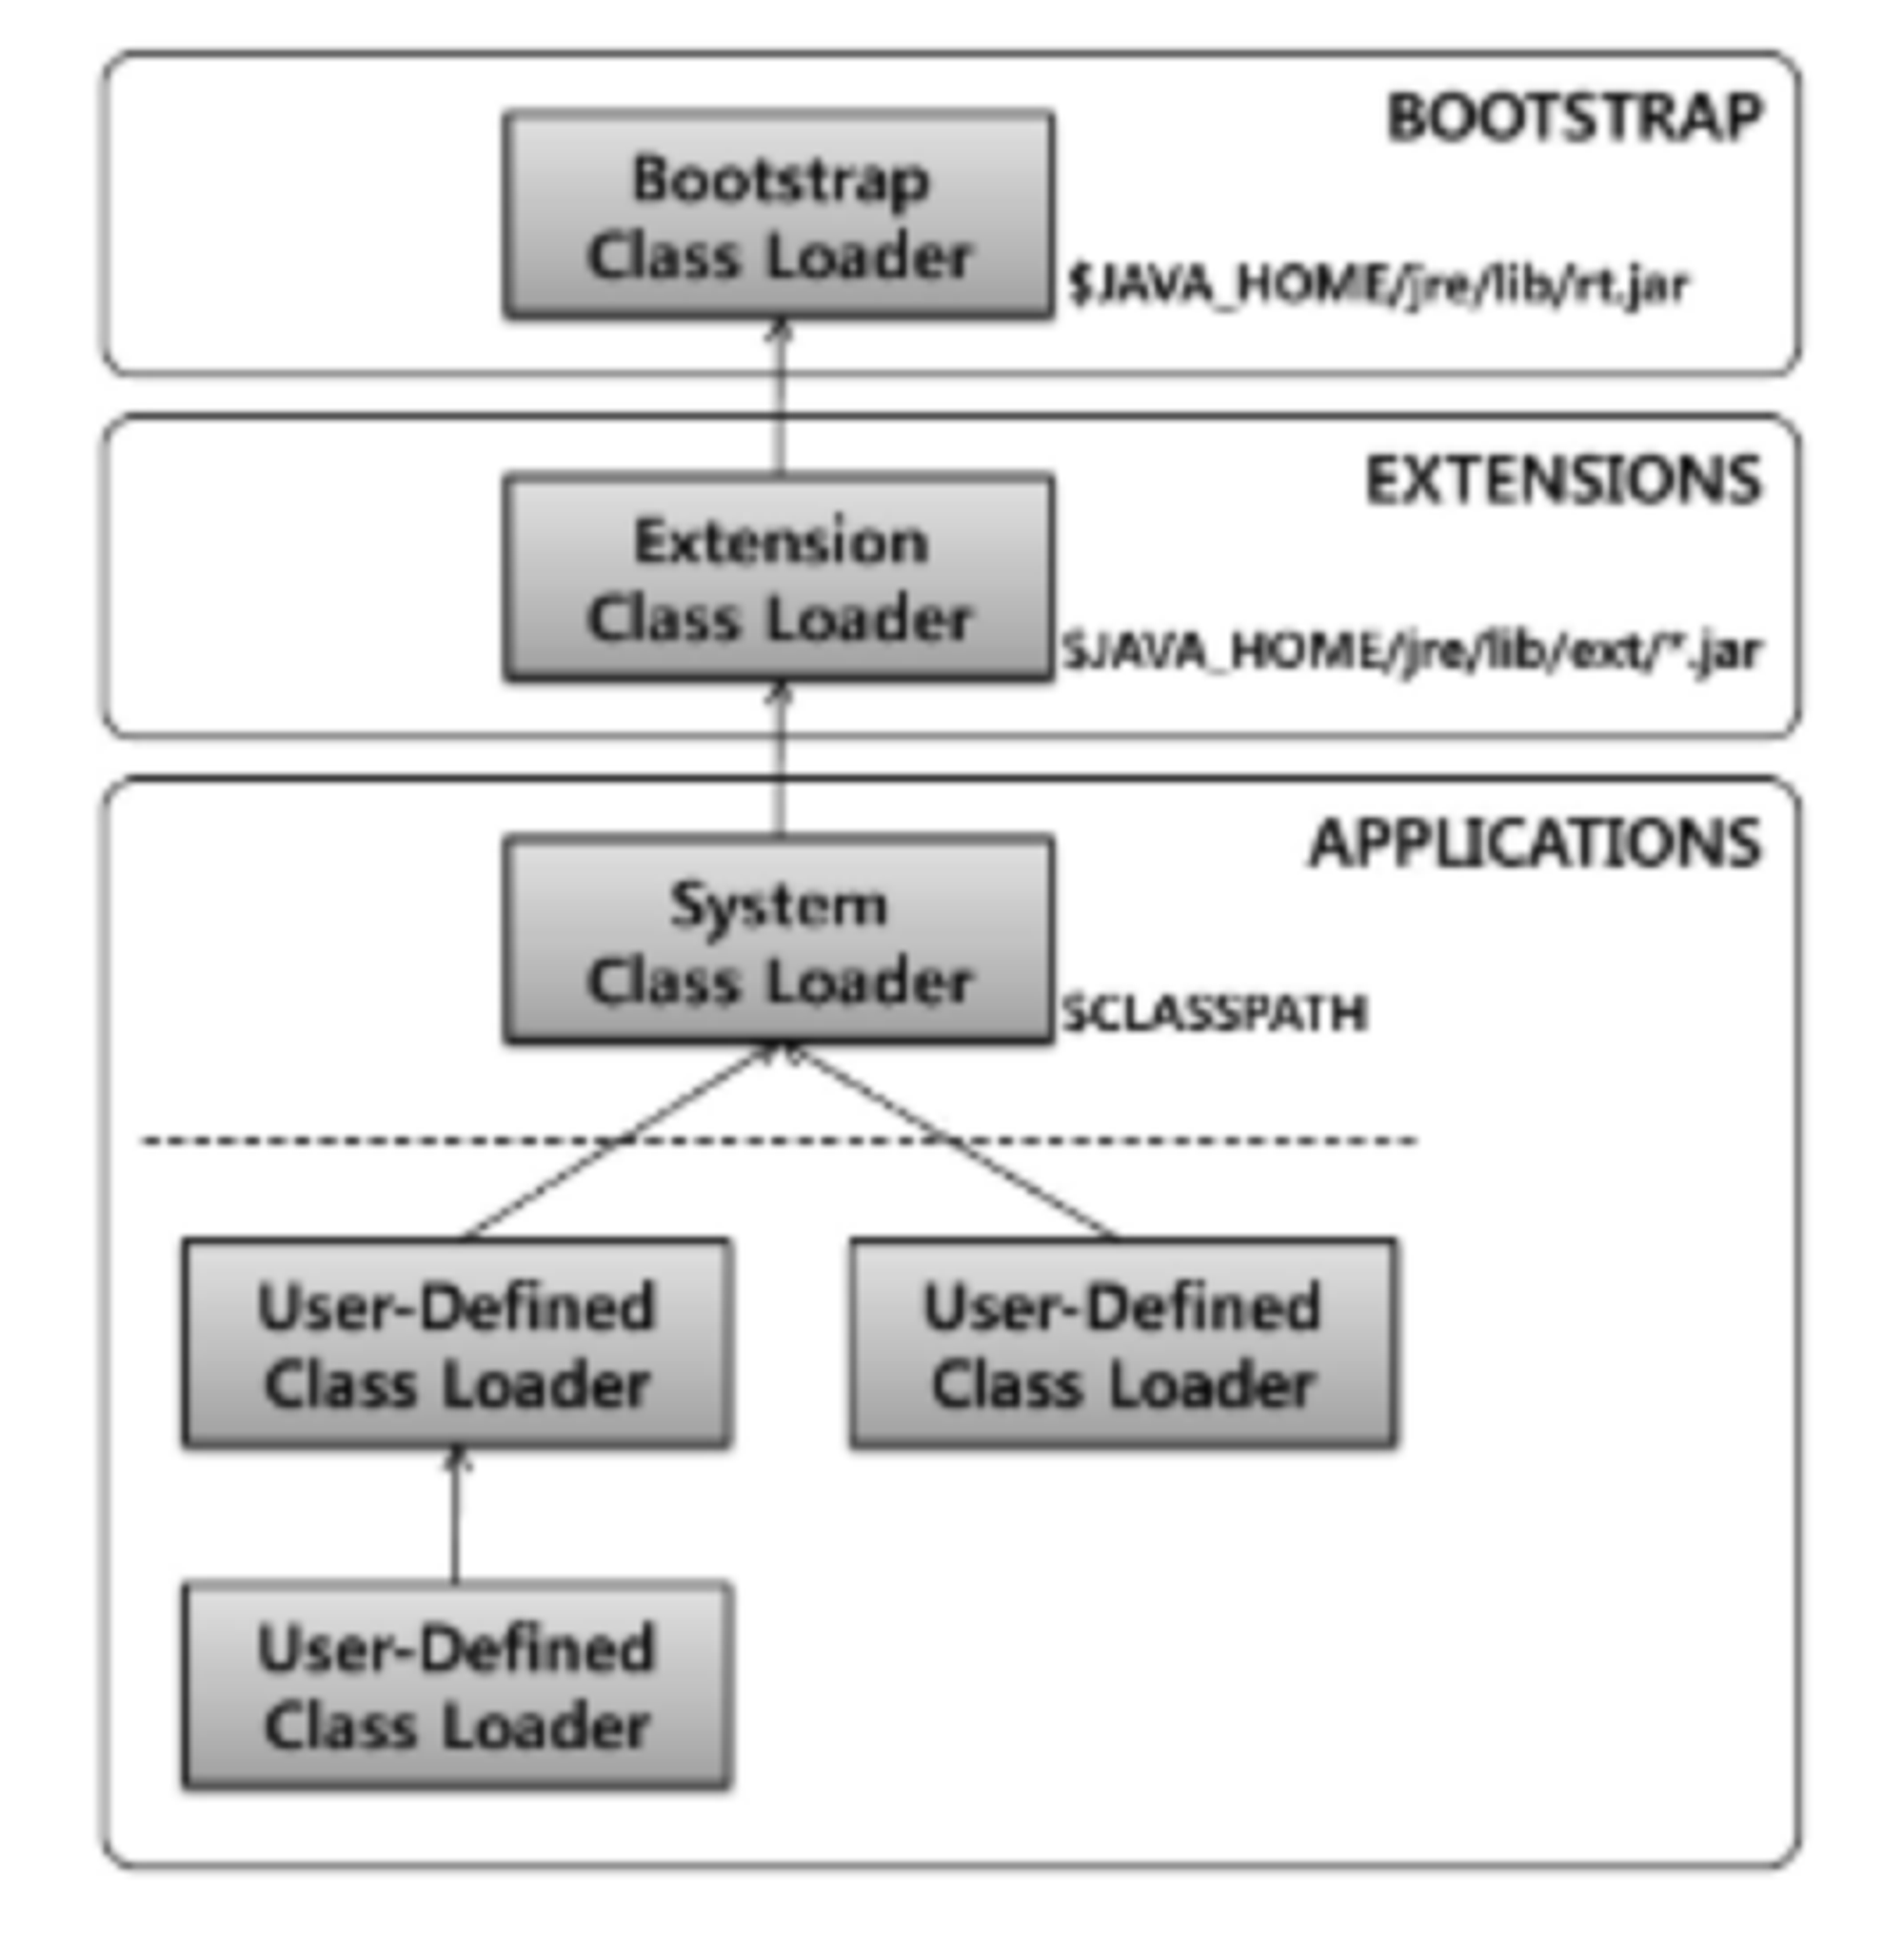 BOOTSTRAP
Bootstrap
Class Loader
$JAVA_HOME/jre/lib/rt.jar
EXTENSIONS
Extension
Class Loader
$JAVA_HOME/jre/lib/ext/*.jar
APPLICATIONS
System
Class Loader
$CLASSPATH
User-Defined
Class Loader
User-Defined
Class Loader
User-Defined
Class Loader